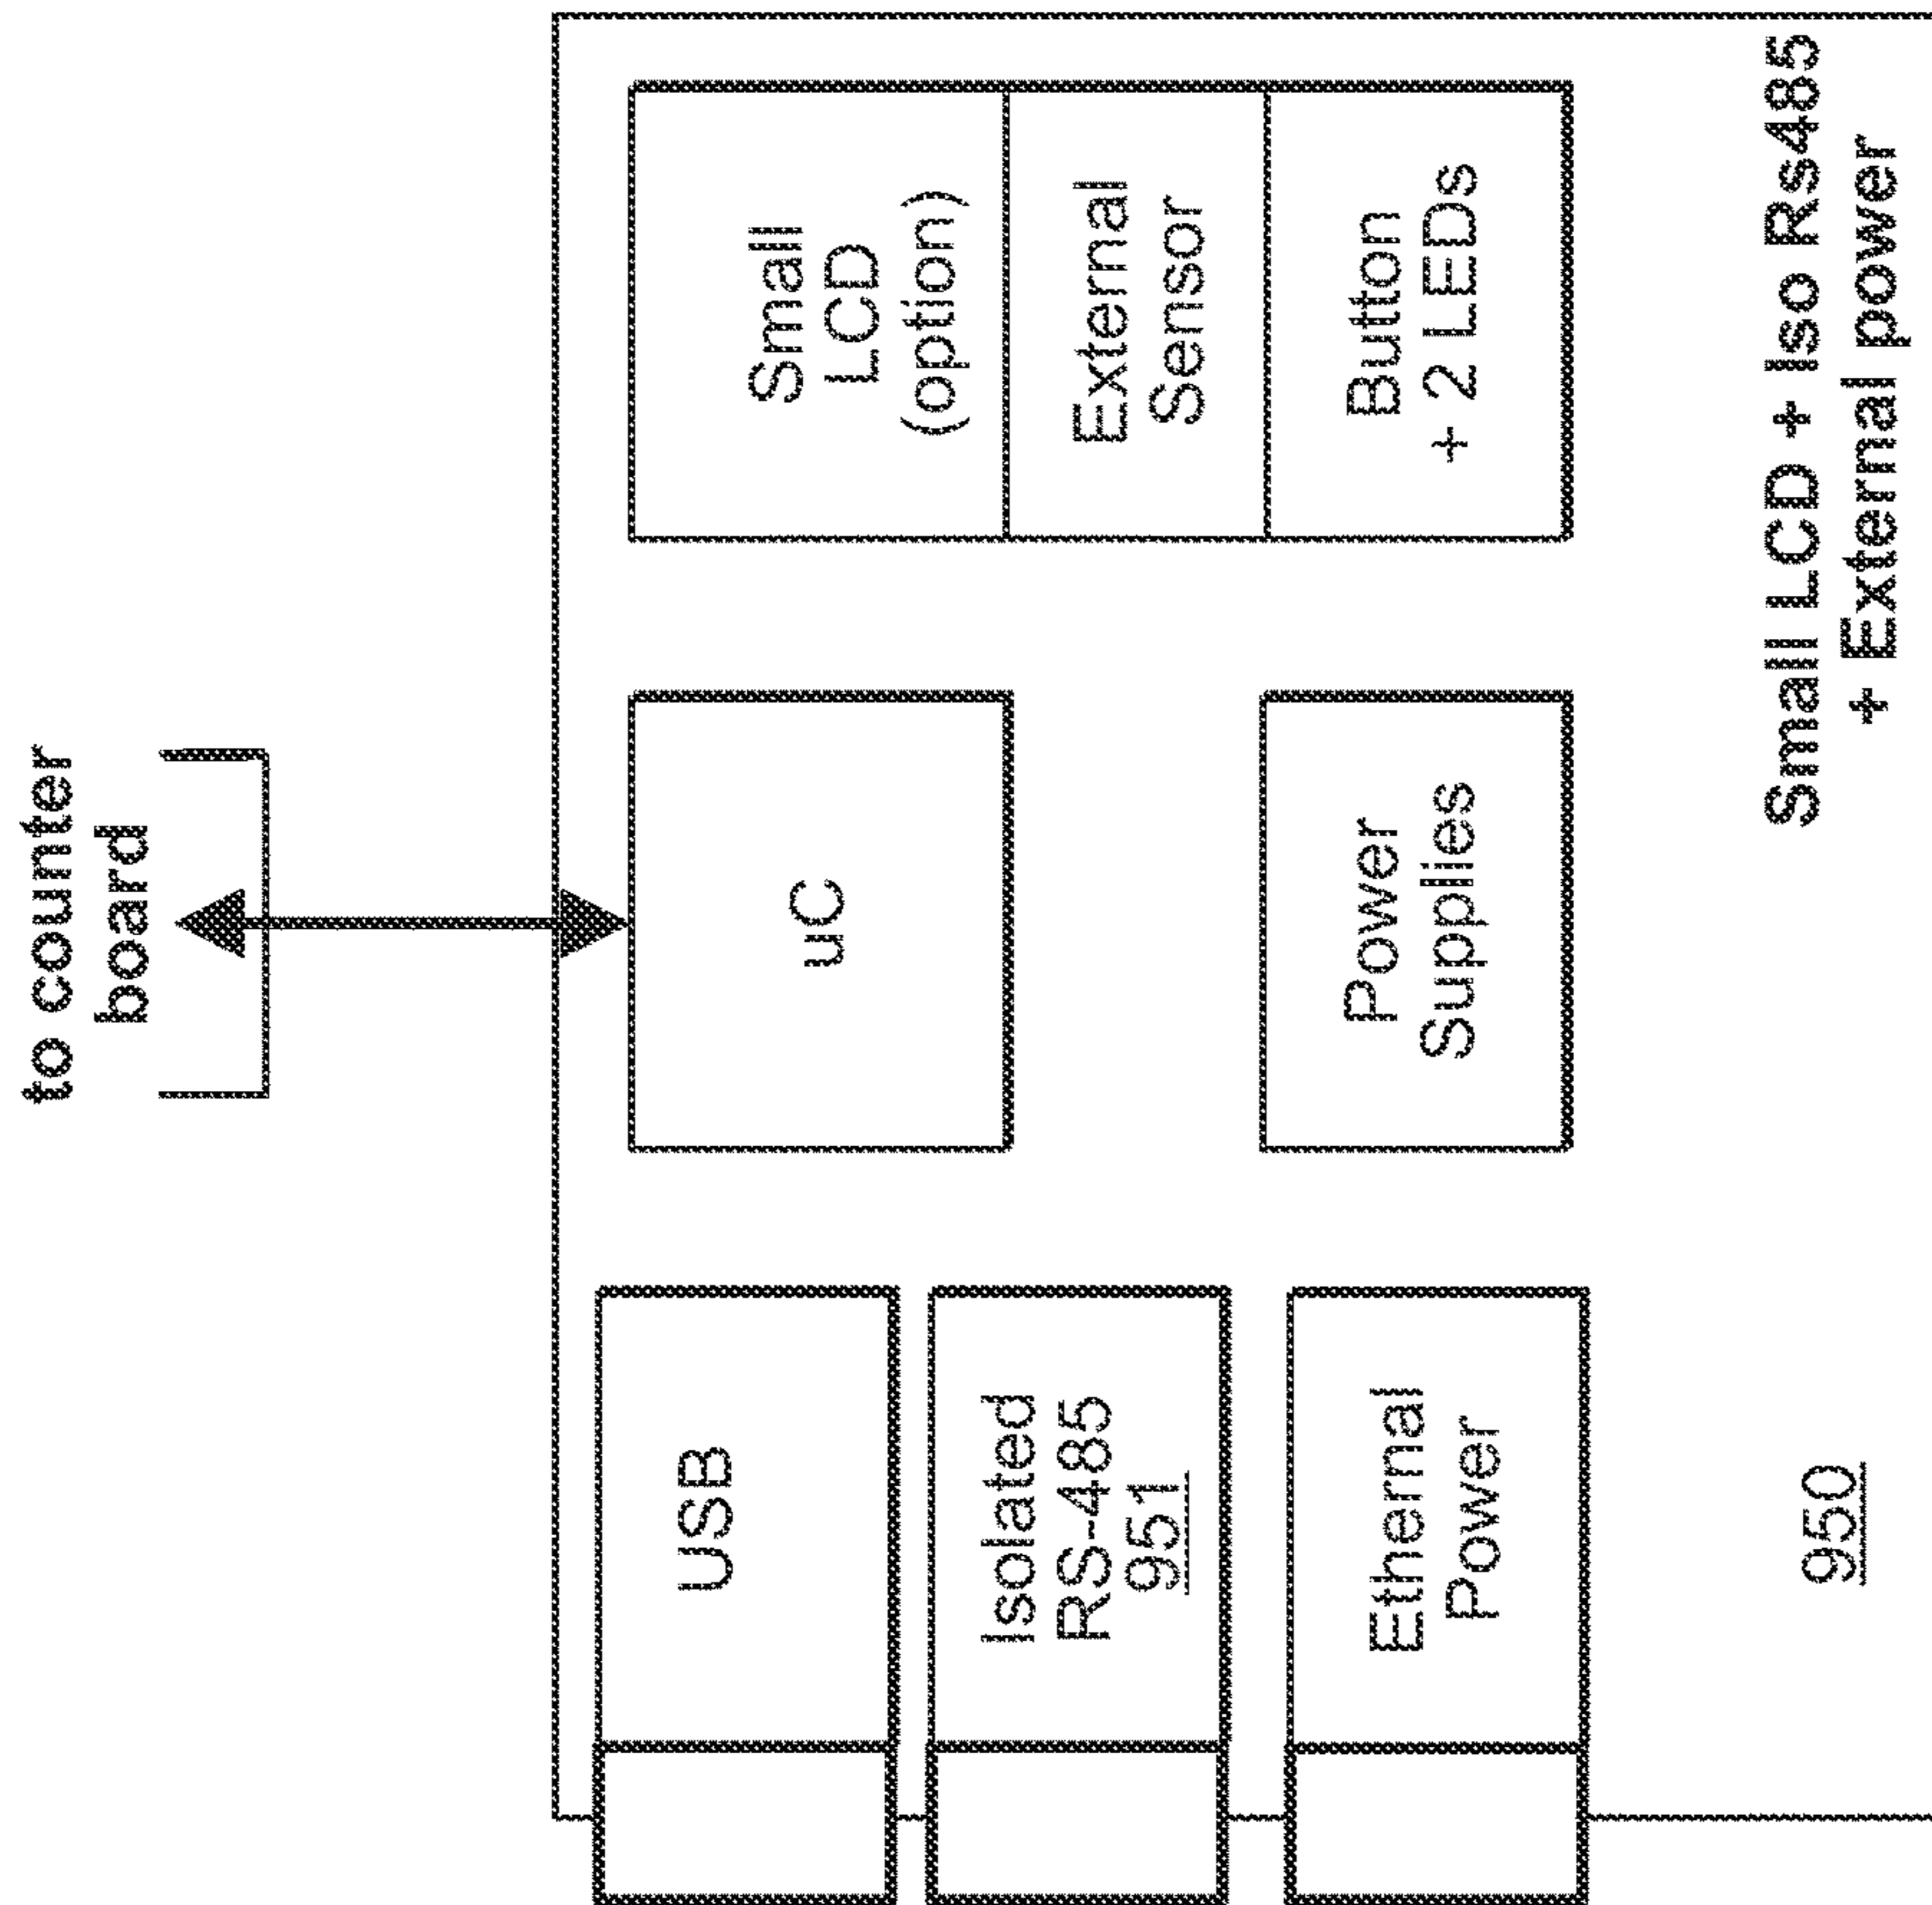 to counter
board
USB
Isolated
RS-485
951
Ethernal
Power
uC
Power
Supplies
Small
LCD
(option)
External
Sensor
Button
+ 2 LEDs
950
Small LCD + Iso Rs485
+ External power